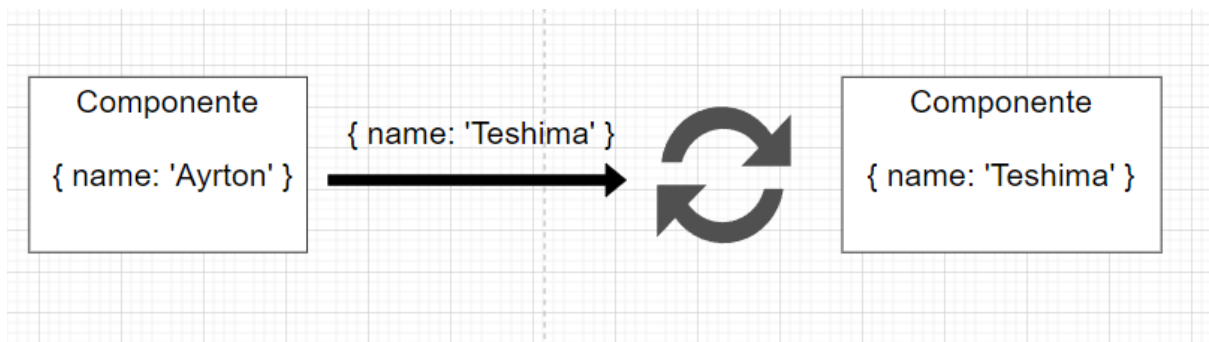 Componente
{ name: 'Ayrton' }
{ name: 'Teshima' }
Componente
{ name: 'Teshima' }